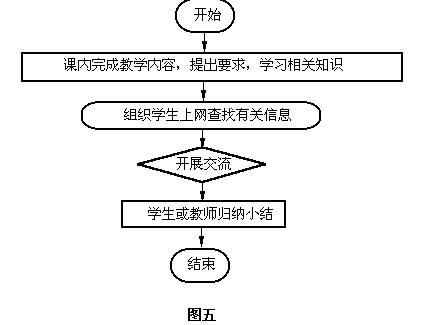 开始
课内完成教学内容，提出要求，学习相关知识
组织学生上网查找有关信息
开展交流
学生或教师归纳小结
结束
图五